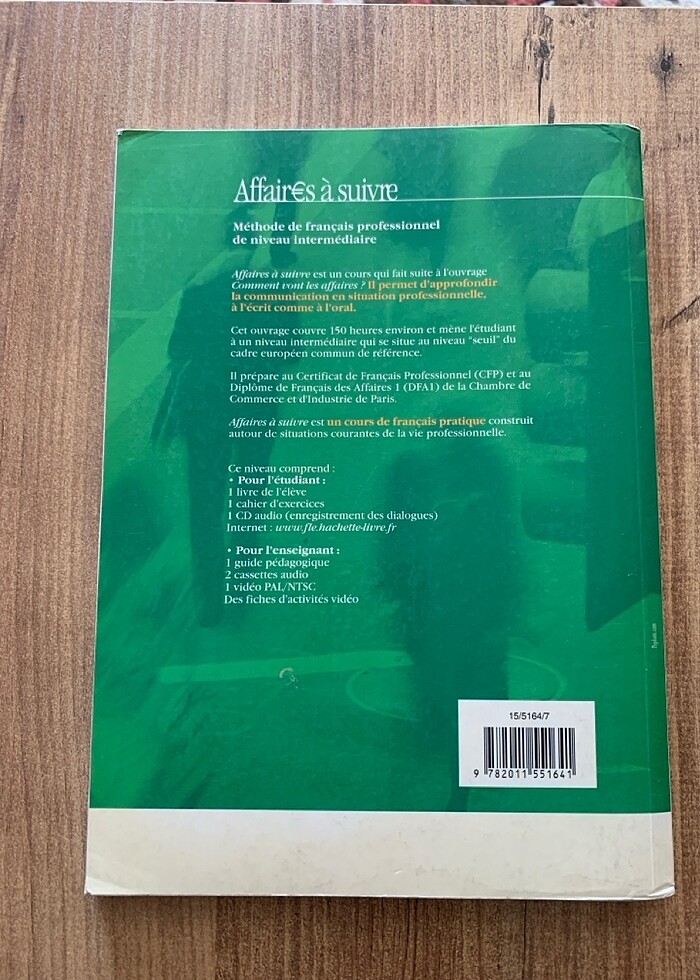 Affair€s à suivre
Méthode de français professionnel
de niveau intermédiaire
Affaires à suivre est un cours qui fait suite à l'ouvrage
Comment vont les affaires ? Il permet d'approfondir
la communication en situation professionnelle,
à l'écrit comme à l'oral.
Cet ouvrage couvre 150 heures environ et mène l'étudiant
à un niveau intermédiaire qui se situe au niveau "seuil" du
cadre européen commun de référence.
Il prépare au Certificat de Français Professionnel (CFP) et au
Diplôme de Français des Affaires 1 (DFA1) de la Chambre de
Commerce et d'Industrie de Paris.
Affaires à suivre est un cours de français pratique construit
autour de situations courantes de la vie professionnelle.
Ce niveau comprend :
• Pour l'étudiant :
1 livre de l'élève
1 cahier d'exercices
1 CD audio (enregistrement des dialogues)
Internet : www.fle.hachette-livre.fr
• Pour l'enseignant :
1 guide pédagogique
2 cassettes audio
1 vidéo PAL/NTSC
Des fiches d'activités vidéo
15/5164/7
9 782011 551641